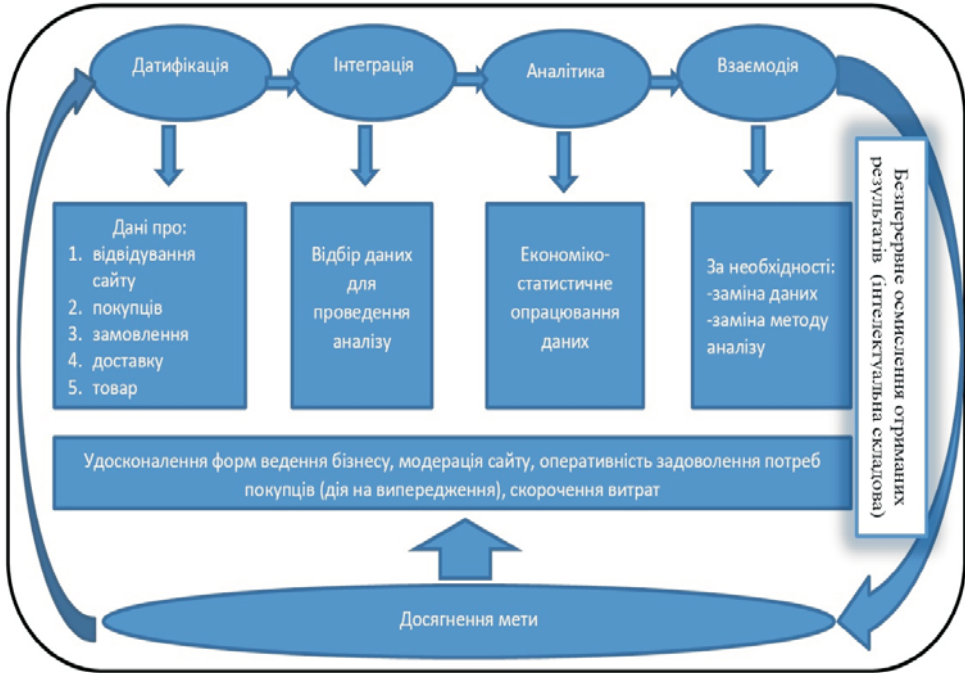 Датифікація
Інтеграція
Аналітика
Взаємодія
Дані про:
1. відвідування
сайту
2. покупців
3. замовлення
4. доставку
5. товар
Відбір даних
для
проведення
аналізу
Економіко-
статистичне
опрацювання
даних
За необхідності:
-заміна даних
-заміна методу
аналізу
Безперервне осмислення отриманих
результатів (інтелектуальна складова)
Удосконалення форм ведення бізнесу, модерація сайту, оперативність задоволення потреб
покупців (дія на випередження), скорочення витрат
Досягнення мети